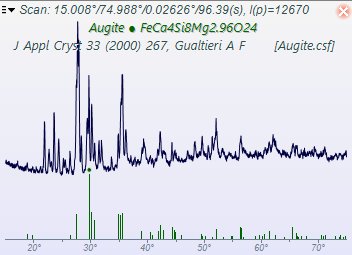 Scan: 15.008°/74.988°/0.02626°/96.39(s), I(p)=12670
Augite ● FeCa4Si8Mg2.96O24
J Appl Cryst 33 (2000) 267, Gualtieri A F [Augite.csf]
20° 30° 40° 50° 60° 70°